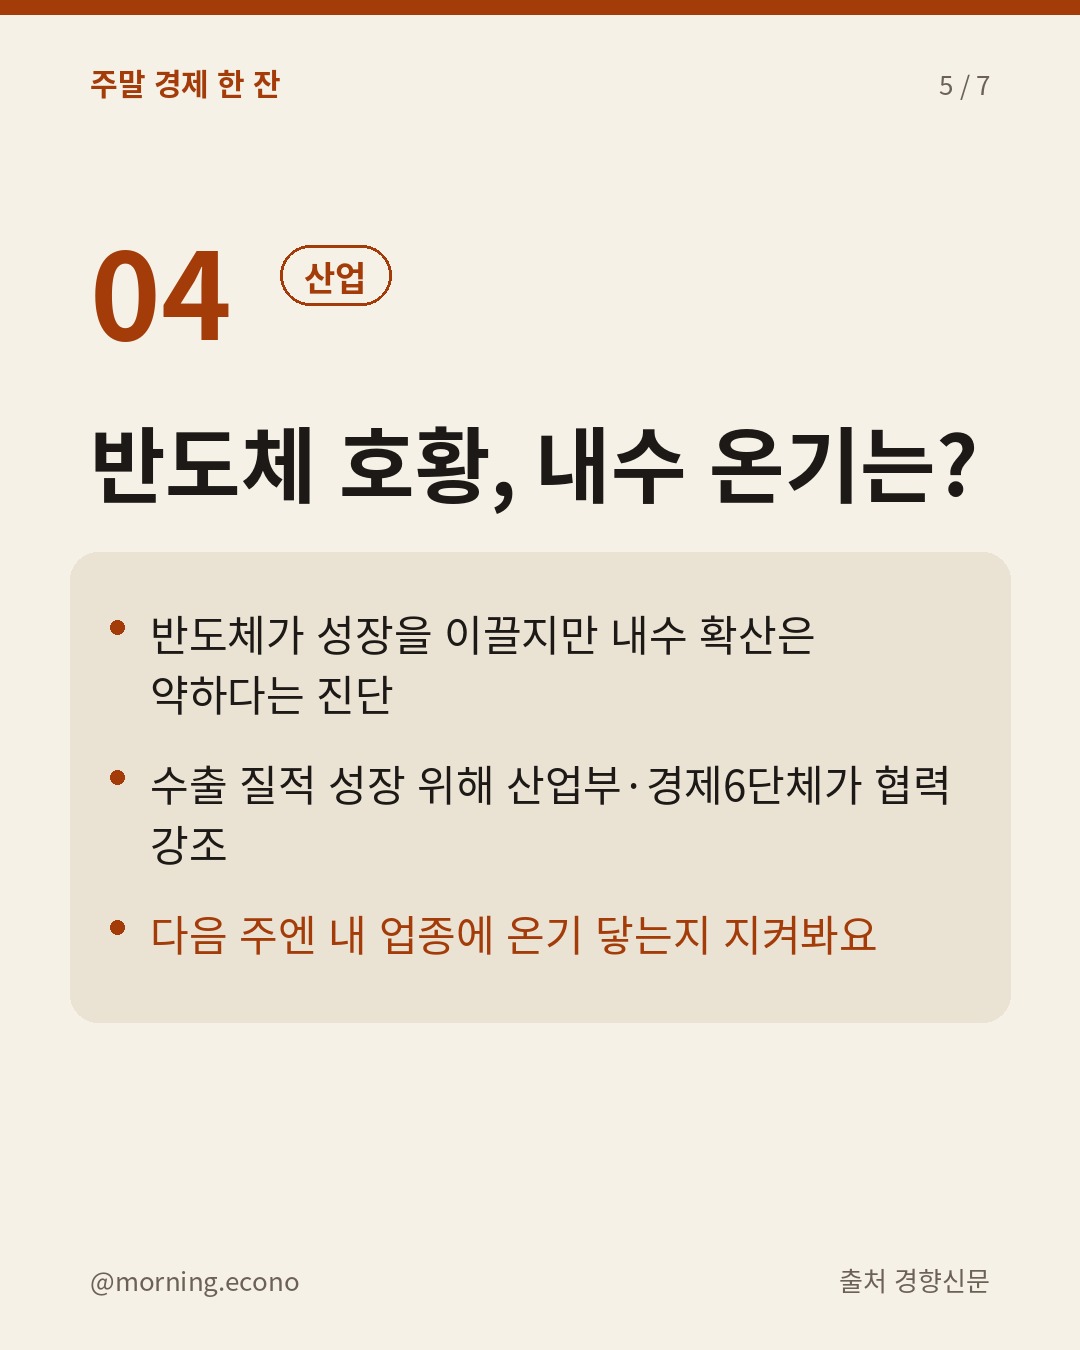 주말 경제 한 잔
5 / 7
04
산업
반도체 호황, 내수 온기는?
• 반도체가 성장을 이끌지만 내수 확산은
약하다는 진단
• 수출 질적 성장 위해 산업부·경제6단체가 협력
강조
• 다음 주엔 내 업종에 온기 닿는지 지켜봐요
@morning.econo
출처 경향신문